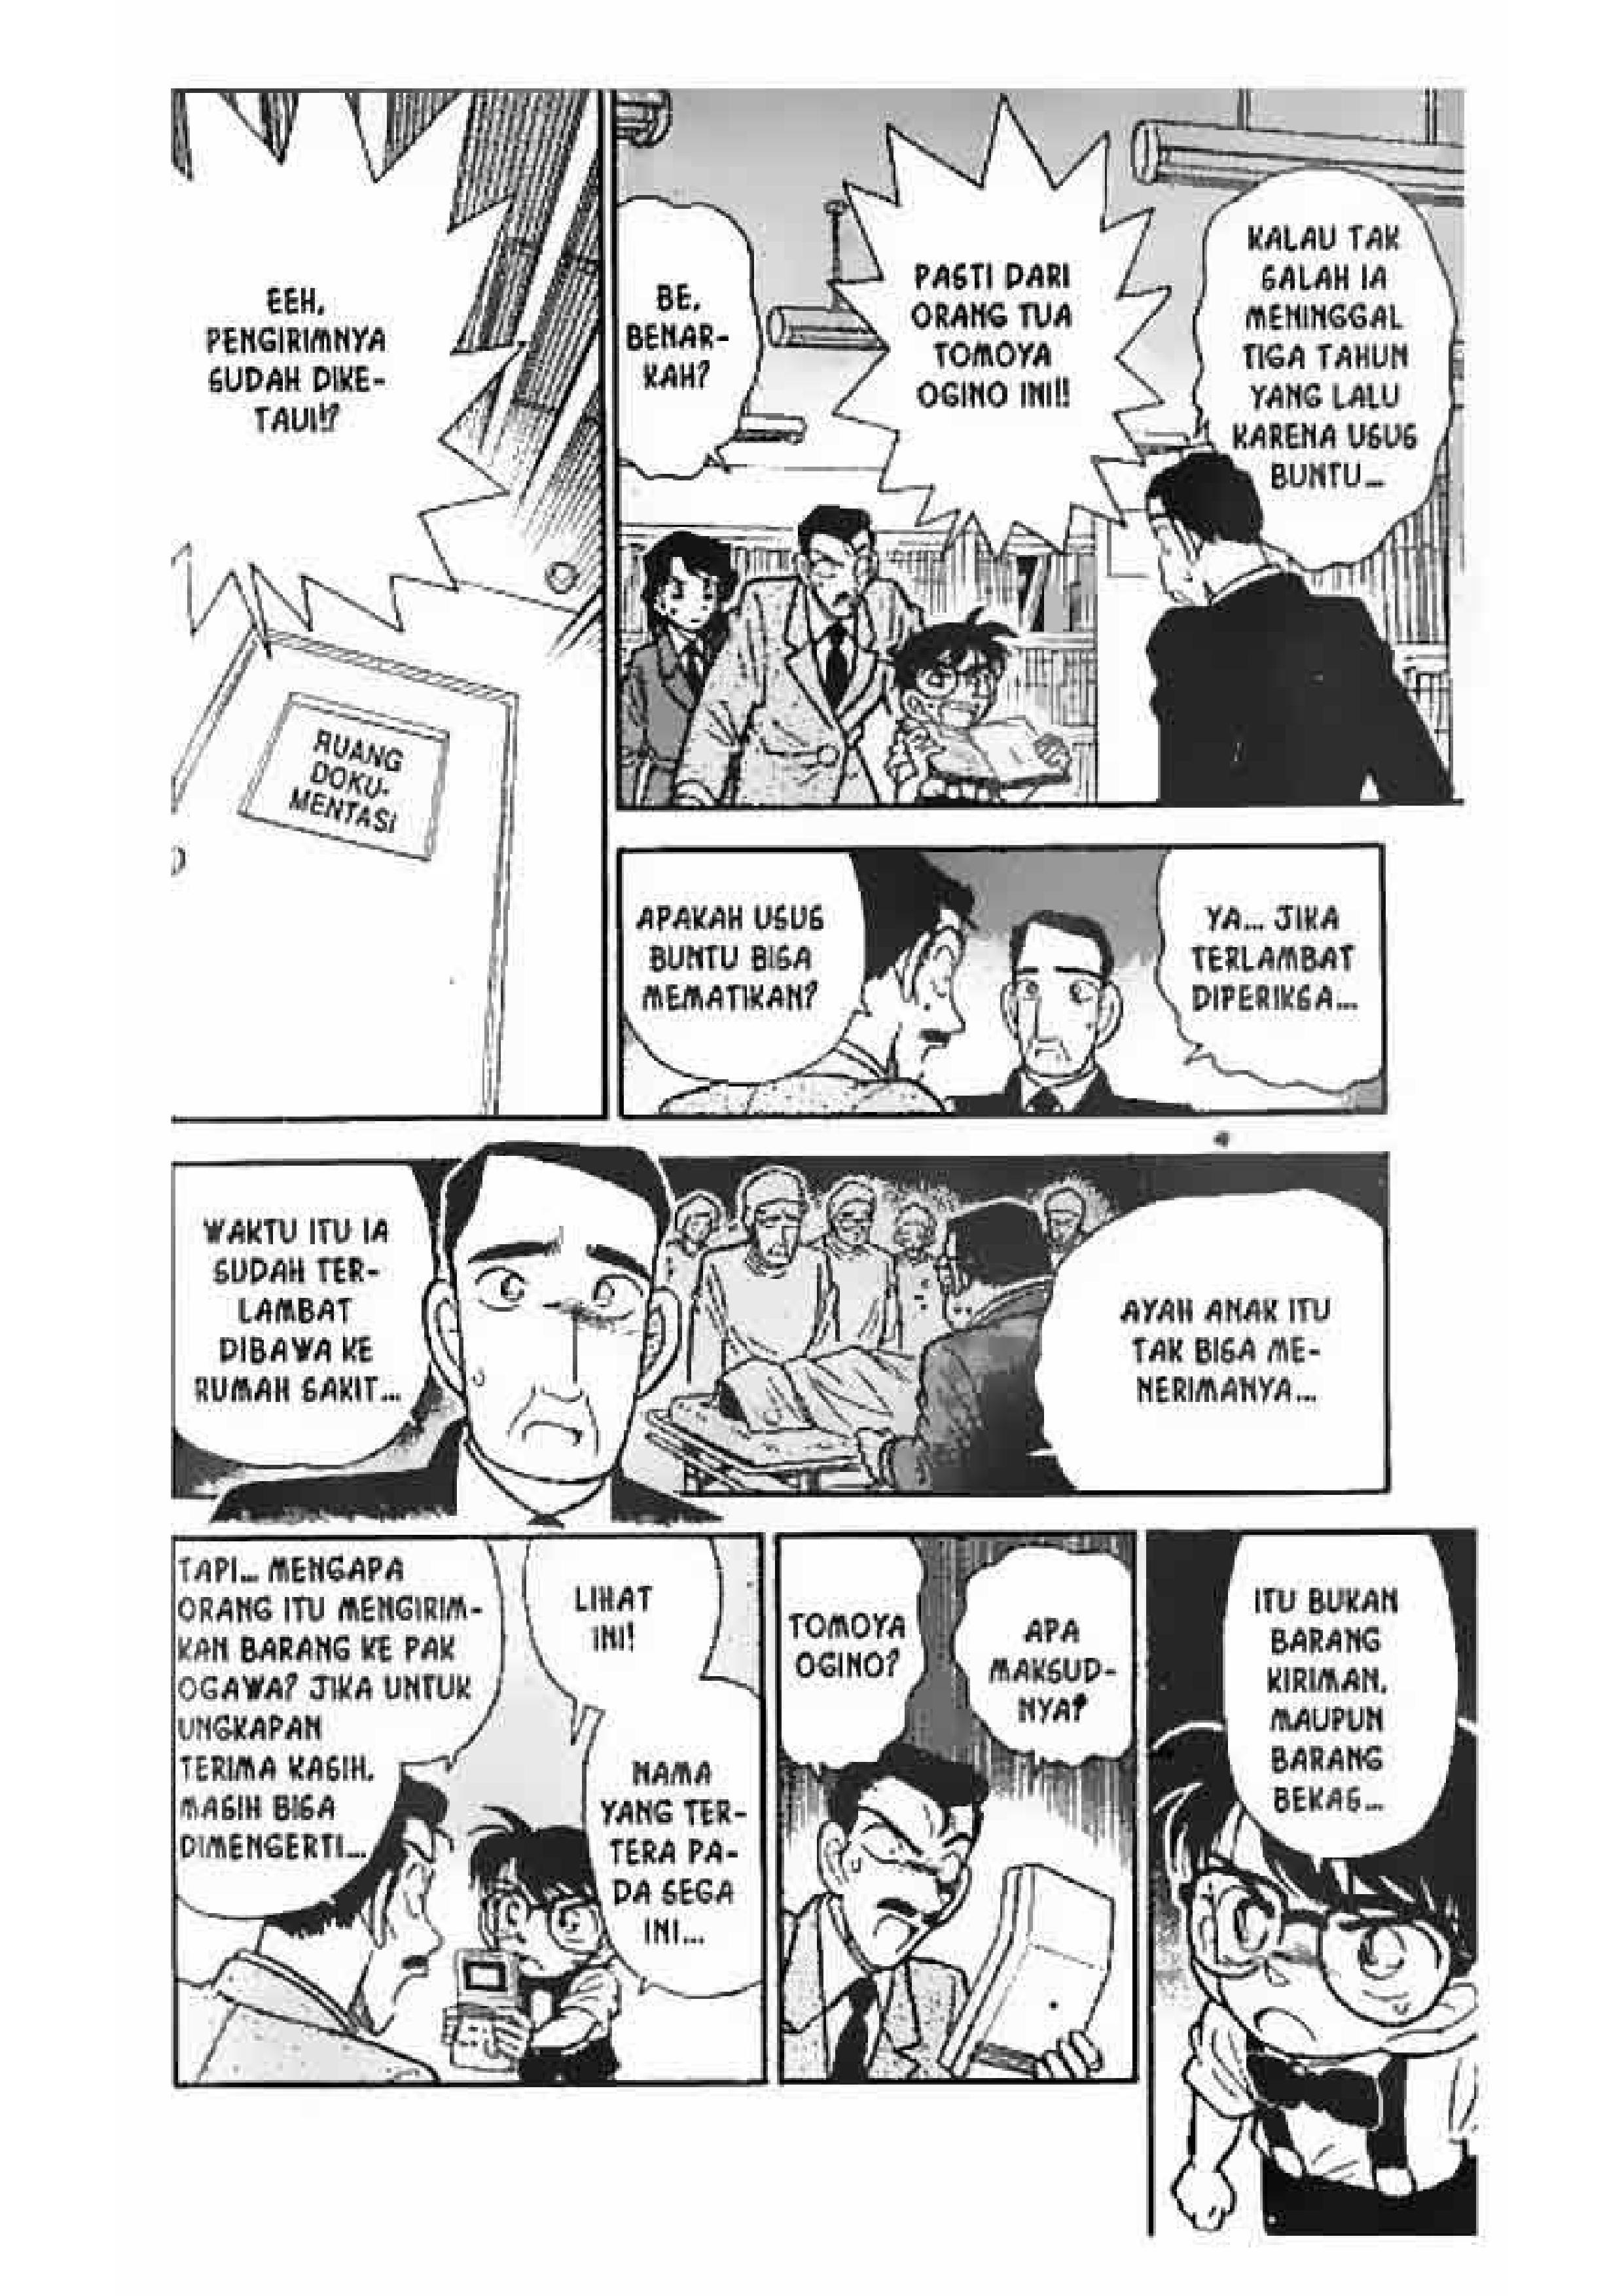 EEH,
PENGIRIMNYA
SUDAH DIKE-
TAUI!?
RUANG
DOKU-
MENTASI
BE,
BENAR-
KAH?
PASTI DARI
ORANG TUA
TOMOYA
OGINO INI!!
KALAU TAK
SALAH IA
MENINGGAL
TIGA TAHUN
YANG LALU
KARENA USUS
BUNTU...
APAKAH USUS
BUNTU BISA
MEMATIKAN?
YA... JIKA
TERLAMBAT
DIPERIKSA...
WAKTU ITU IA
SUDAH TER-
LAMBAT
DIBAWA KE
RUMAH SAKIT...
AYAH ANAK ITU
TAK BISA ME-
NERIMANYA...
TAPI... MENGAPA
ORANG ITU MENGIRIM-
KAN BARANG KE PAK
OGAWA? JIKA UNTUK
UNGKAPAN
TERIMA KASIH,
MASIH BISA
DIMENGERTI...
LIHAT
INI!
NAMA
YANG TER-
TERA PA-
DA SEGA
INI...
TOMOYA
OGINO?
APA
MAKSUD-
NYA?
ITU BUKAN
BARANG
KIRIMAN,
MAUPUN
BARANG
BEKAS...